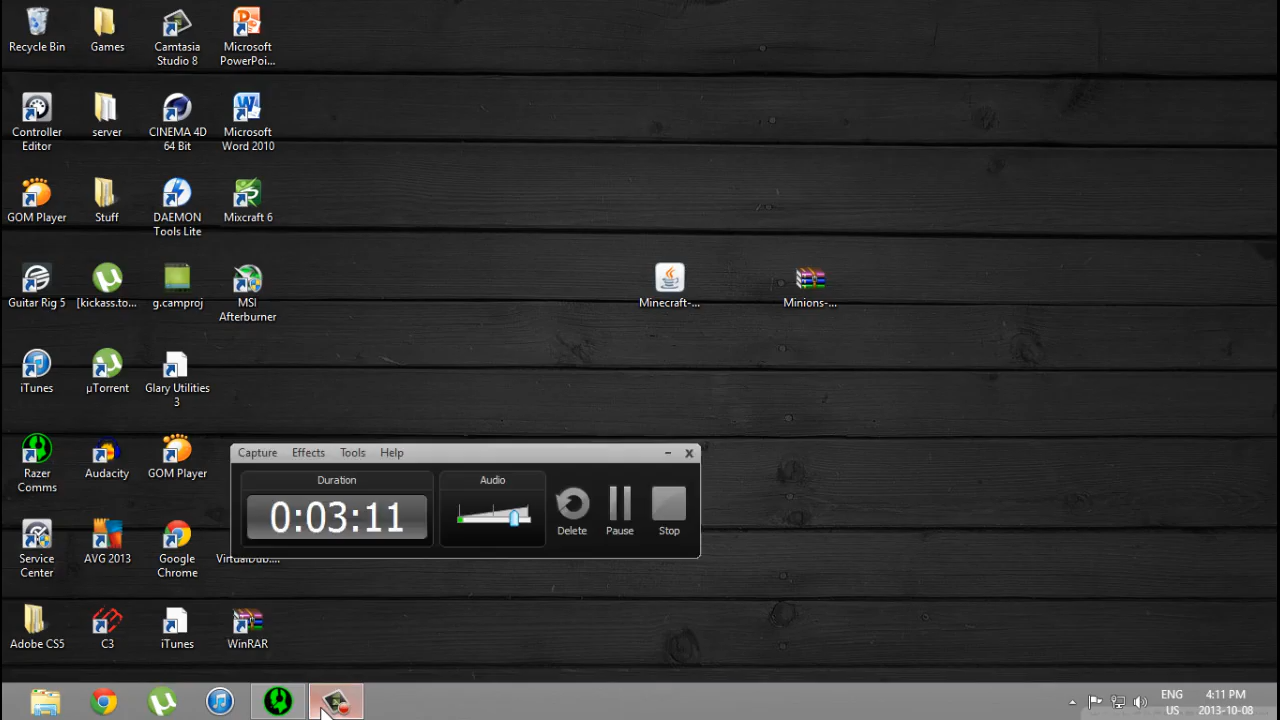 Recycle Bin
Games
Camtasia
Studio 8
Microsoft
PowerPoi...
Controller
Editor
server
CINEMA 4D
64 Bit
Microsoft
Word 2010
GOM Player
Stuff
DAEMON
Tools Lite
Mixcraft 6
Guitar Rig 5
[kickass.to...
g.camproj
MSI
Afterburner
Minecraft-...
Minions-...
iTunes
µTorrent
Glary Utilities
3
Razer
Comms
Audacity
GOM Player
Capture Effects Tools Help
Duration
0:03:11
Audio
Delete
Pause
Stop
Service
Center
AVG 2013
Google
Chrome
VirtualDub....
Adobe CS5
C3
iTunes
WinRAR
ENG
US
4:11 PM
2013-10-08